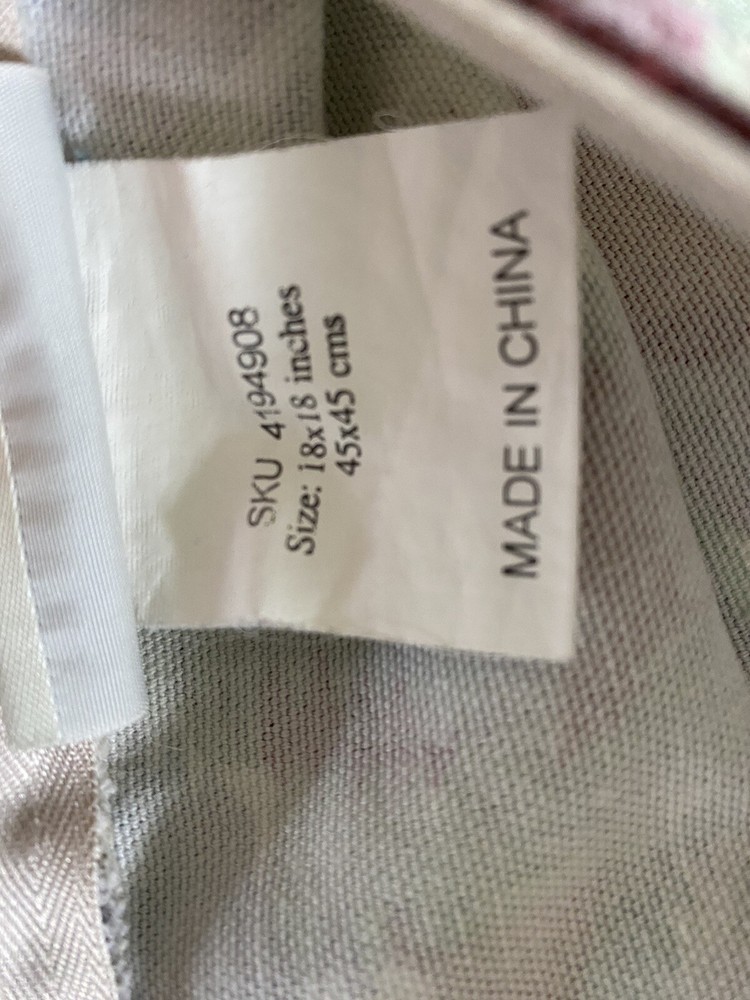 SKU 4194908
Size: 18x18 inches
45x45 cms
MADE IN CHINA